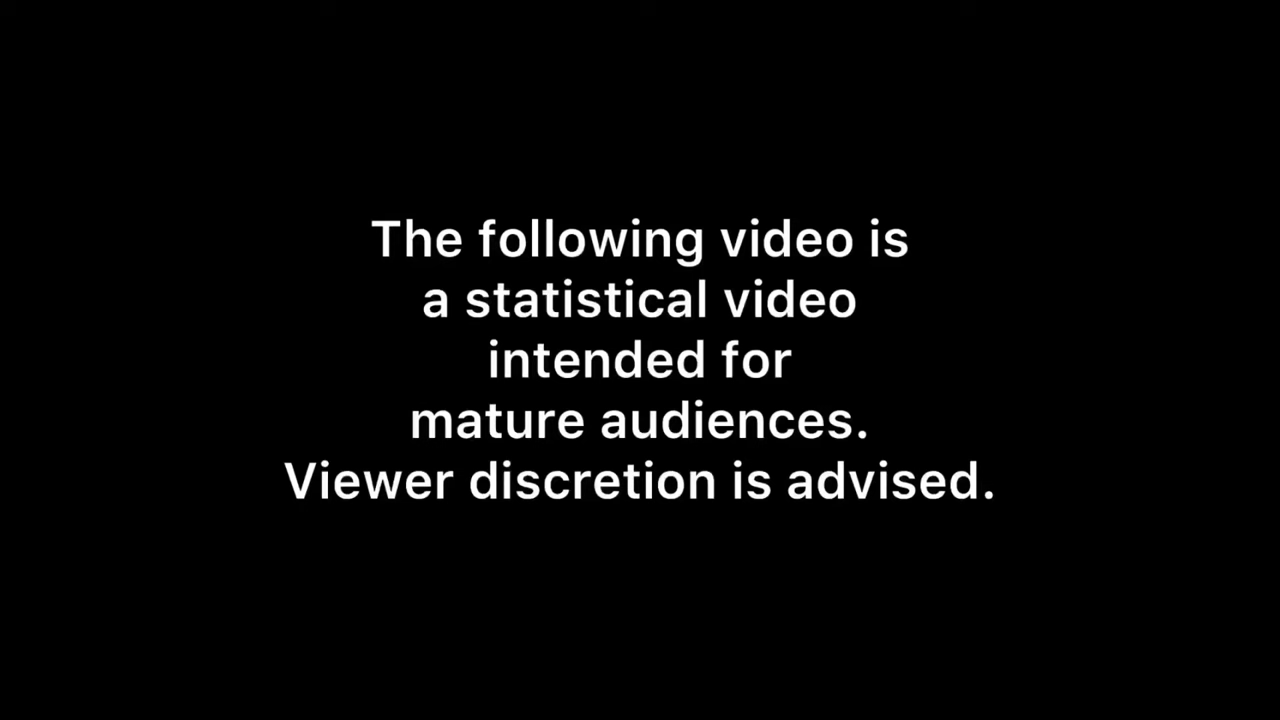 The following video is
a statistical video
intended for
mature audiences.
Viewer discretion is advised.